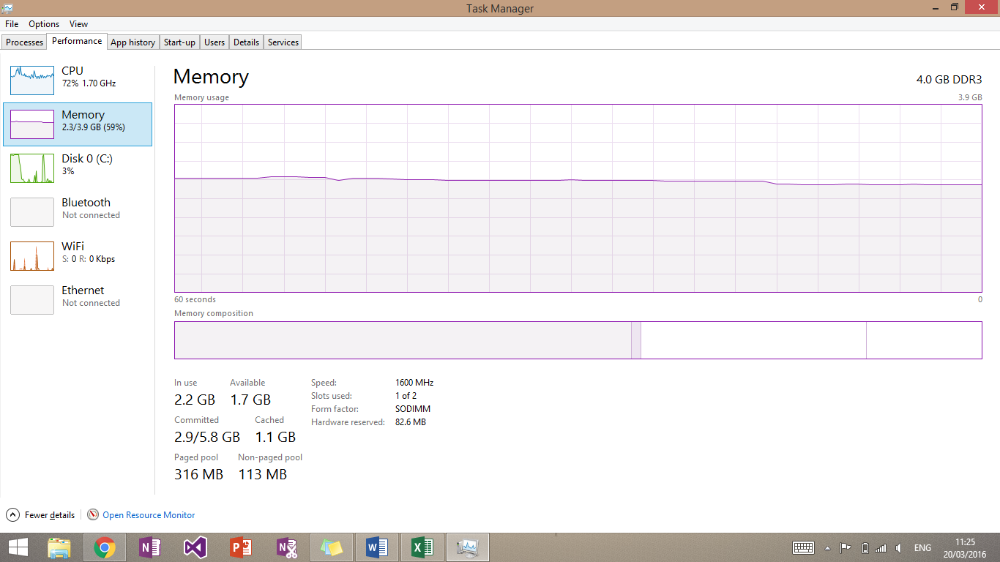 Task Manager
File Options View
Processes Performance App history Start-up Users Details Services
CPU
72% 1.70 GHz
Memory
2.3/3.9 GB (59%)
Disk 0 (C:)
3%
Bluetooth
Not connected
WiFi
S: 0 R: 0 Kbps
Ethernet
Not connected
Memory 4.0 GB DDR3
Memory usage 3.9 GB
60 seconds 0
Memory composition
In use Available
2.2 GB 1.7 GB
Committed Cached
2.9/5.8 GB 1.1 GB
Paged pool Non-paged pool
316 MB 113 MB
Speed: 1600 MHz
Slots used: 1 of 2
Form factor: SODIMM
Hardware reserved: 82.6 MB
Fewer details Open Resource Monitor
ENG 11:25
20/03/2016